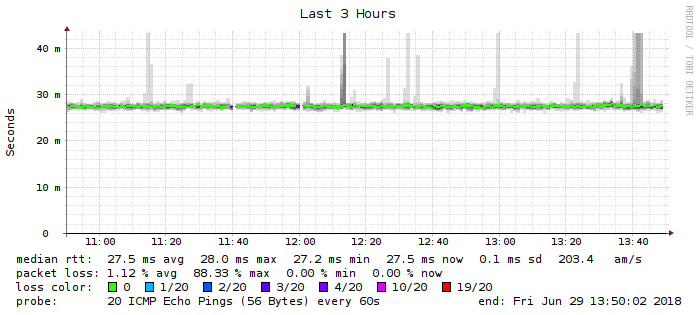 Last 3 Hours
RRDTOOL / TOBI OETIKER
Seconds
40 m
30 m
20 m
10 m
0
11:00 11:20 11:40 12:00 12:20 12:40 13:00 13:20 13:40
median rtt: 27.5 ms avg 28.0 ms max 27.2 ms min 27.5 ms now 0.1 ms sd 203.4 am/s
packet loss: 1.12 % avg 88.33 % max 0.00 % min 0.00 % now
loss color: 0 1/20 2/20 3/20 4/20 10/20 19/20
probe: 20 ICMP Echo Pings (56 Bytes) every 60s end: Fri Jun 29 13:50:02 2018